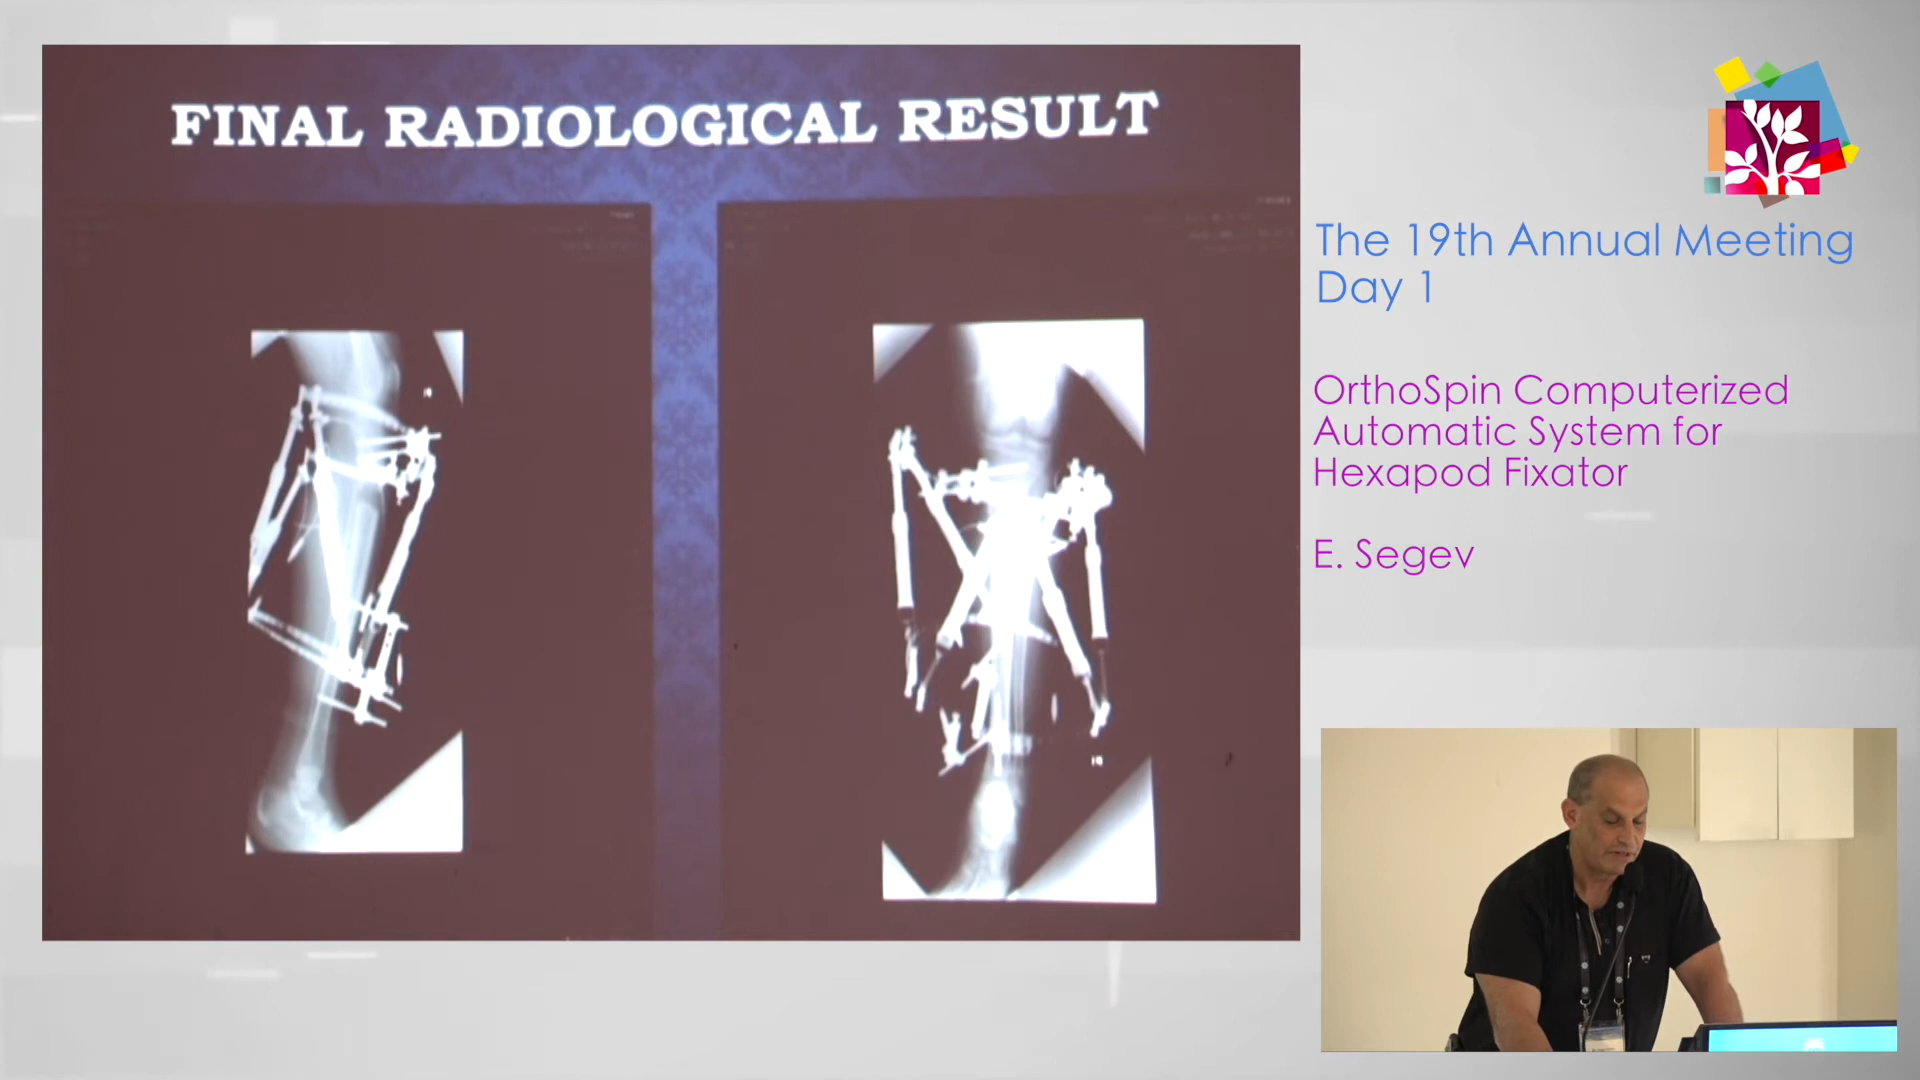 FINAL RADIOLOGICAL RESULT
The 19th Annual Meeting
Day 1
OrthoSpin Computerized
Automatic System for
Hexapod Fixator
E. Segev